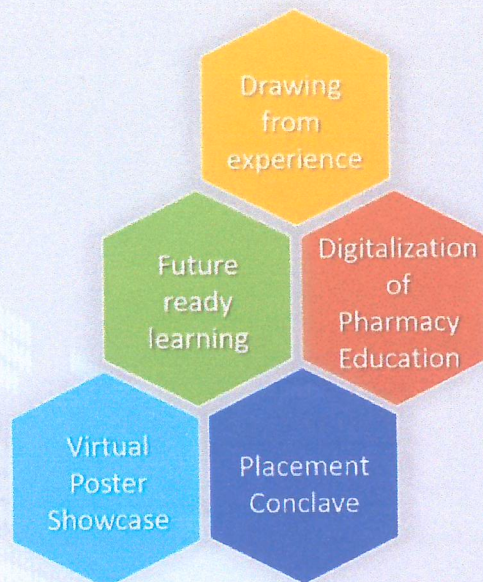 Drawing
from
experience
Future
ready
learning
Digitalization
of
Pharmacy
Education
Virtual
Poster
Showcase
Placement
Conclave